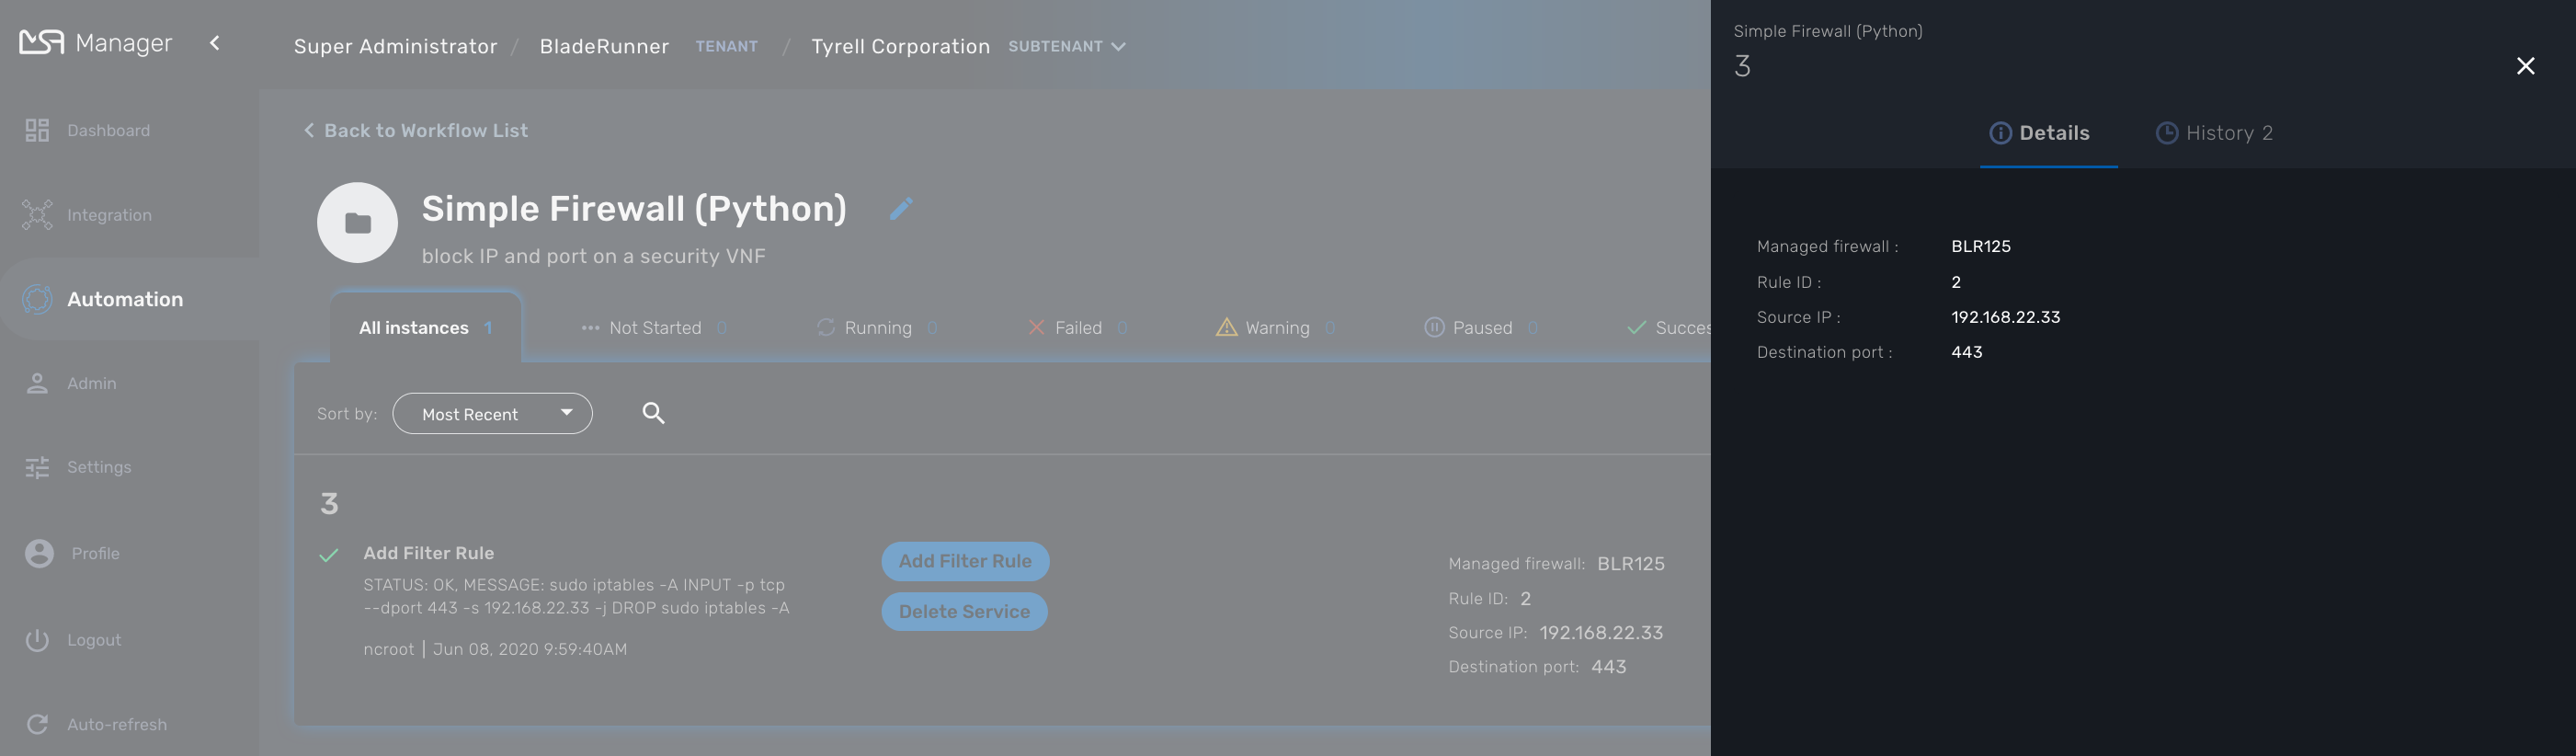 MSA Manager
Super Administrator / BladeRunner TENANT / Tyrell Corporation SUBTENANT
Dashboard
Integration
Automation
Admin
Settings
Profile
Logout
Auto-refresh
Back to Workflow List
Simple Firewall (Python)
block IP and port on a security VNF
All instances 1
Not Started 0
Running 0
Failed 0
Warning 0
Paused 0
Succes
Sort by: Most Recent
3
Add Filter Rule
STATUS: OK, MESSAGE: sudo iptables -A INPUT -p tcp
--dport 443 -s 192.168.22.33 -j DROP sudo iptables -A
ncroot | Jun 08, 2020 9:59:40AM
Add Filter Rule
Delete Service
Managed firewall: BLR125
Rule ID: 2
Source IP: 192.168.22.33
Destination port: 443
Simple Firewall (Python)
3
Details
History 2
Managed firewall : BLR125
Rule ID : 2
Source IP : 192.168.22.33
Destination port : 443